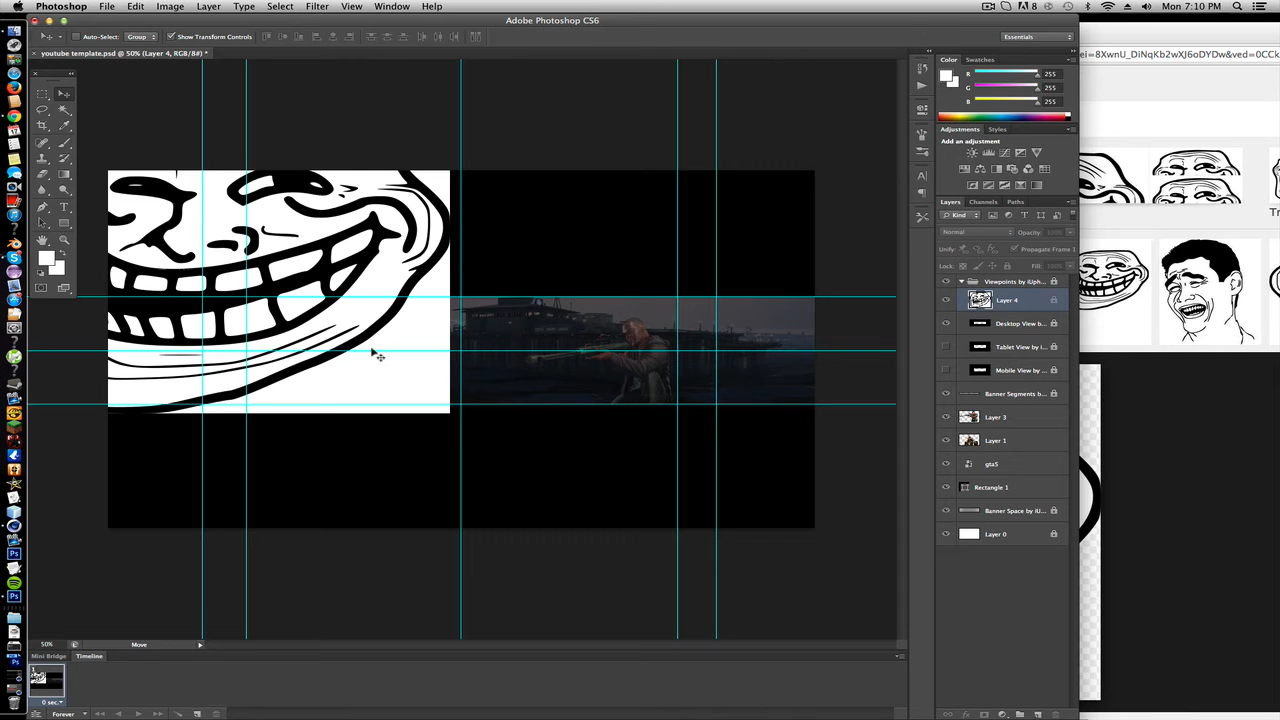 Photoshop File Edit Image Layer Type Select Filter View Window Help
8 Mon 7:10 PM
Adobe Photoshop CS6
Auto-Select: Group Show Transform Controls Essentials
youtube template.psd @ 50% (Layer 4, RGB/8#) *
Color Swatches
R 255
G 255
B 255
Adjustments Styles
Add an adjustment
Layers Channels Paths
Kind
Normal Opacity:
Unify: Propagate Frame 1
Lock: Fill:
Viewpoints by iUph...
Layer 4
Desktop View b...
Tablet View by i...
Mobile View by ...
Banner Segments b...
Layer 3
Layer 1
gta5
Rectangle 1
Banner Space by iU...
Layer 0
50% Move
Mini Bridge Timeline
1
0 sec.
Forever